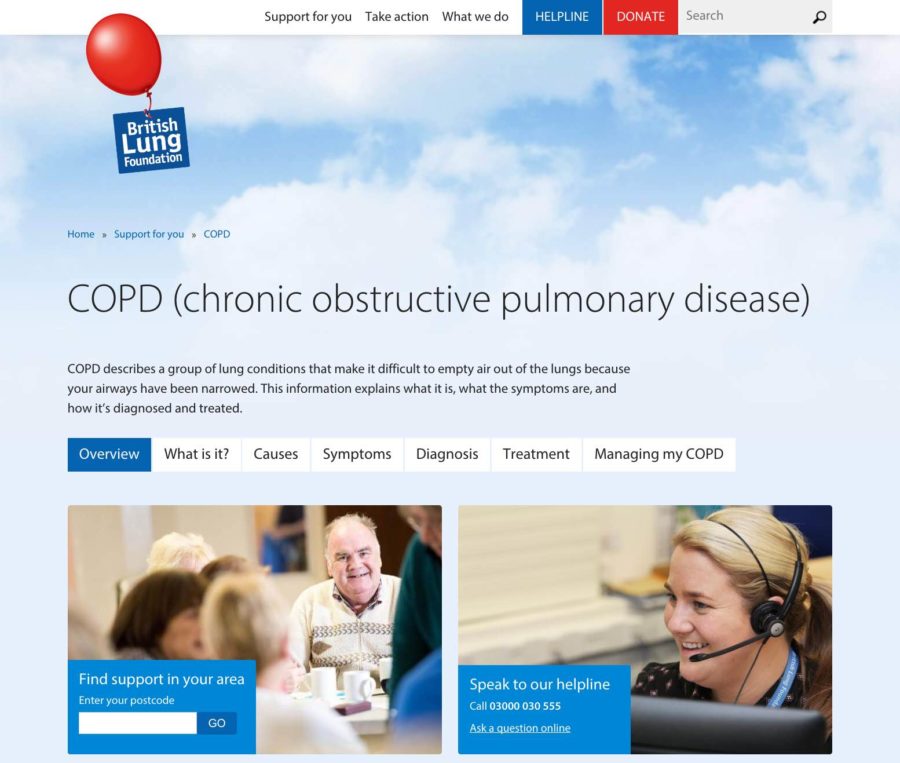 Support for you Take action What we do HELPLINE DONATE Search
British
Lung
Foundation
Home » Support for you » COPD
COPD (chronic obstructive pulmonary disease)
COPD describes a group of lung conditions that make it difficult to empty air out of the lungs because
your airways have been narrowed. This information explains what it is, what the symptoms are, and
how it's diagnosed and treated.
Overview What is it? Causes Symptoms Diagnosis Treatment Managing my COPD
Find support in your area
Enter your postcode
GO
Speak to our helpline
Call 03000 030 555
Ask a question online